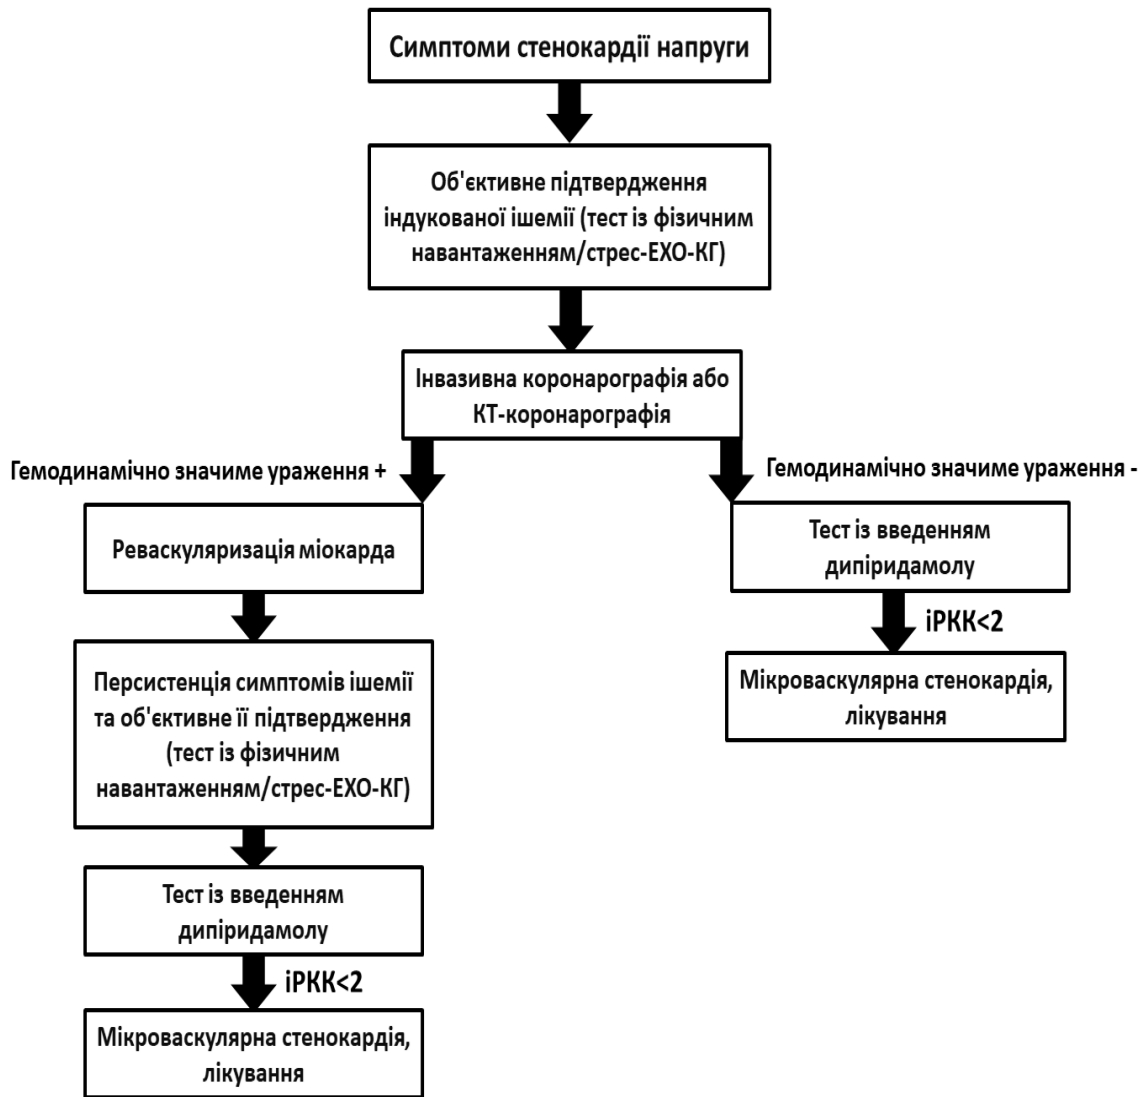 Симптоми стенокардії напруги
Об'єктивне підтвердження
індукованої ішемії (тест із фізичним
навантаженням/стрес-ЕХО-КГ)
Інвазивна коронарографія або
КТ-коронарографія
Гемодинамічно значиме ураження +
Гемодинамічно значиме ураження -
Реваскуляризація міокарда
Тест із введенням
дипіридамолу
іРКК<2
Персистенція симптомів ішемії
та об'єктивне її підтвердження
(тест із фізичним
навантаженням/стрес-ЕХО-КГ)
Мікроваскулярна стенокардія,
лікування
Тест із введенням
дипіридамолу
іРКК<2
Мікроваскулярна стенокардія,
лікування